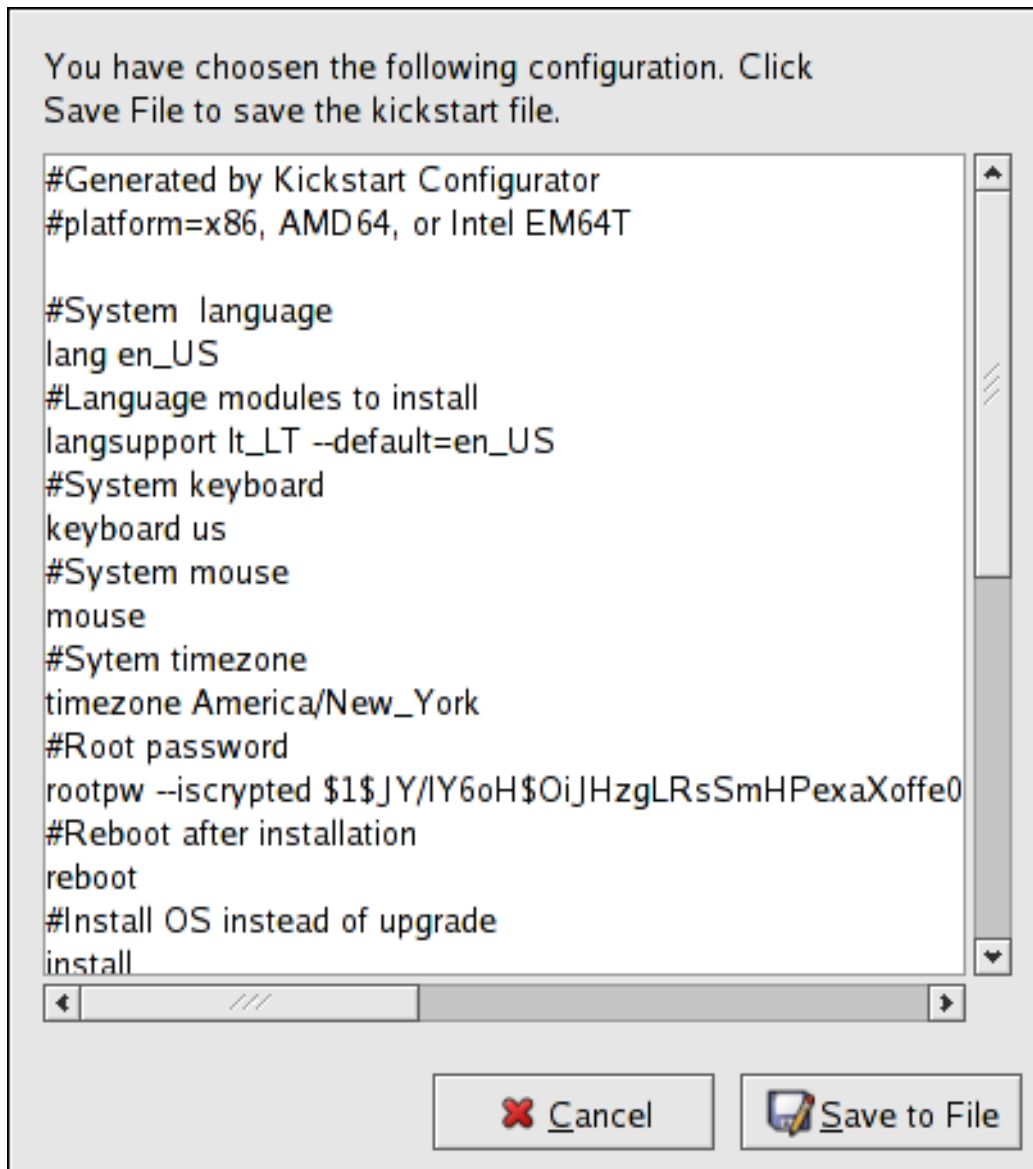 You have choosen the following configuration. Click
Save File to save the kickstart file.
#Generated by Kickstart Configurator
#platform=x86, AMD64, or Intel EM64T
#System  language
lang en_US
#Language modules to install
langsupport lt_LT --default=en_US
#System keyboard
keyboard us
#System mouse
mouse
#Sytem timezone
timezone America/New_York
#Root password
rootpw --iscrypted $1$JY/lY6oH$OiJHzgLRsSmHPexaXoffe0
#Reboot after installation
reboot
#Install OS instead of upgrade
install
Cancel
Save to File